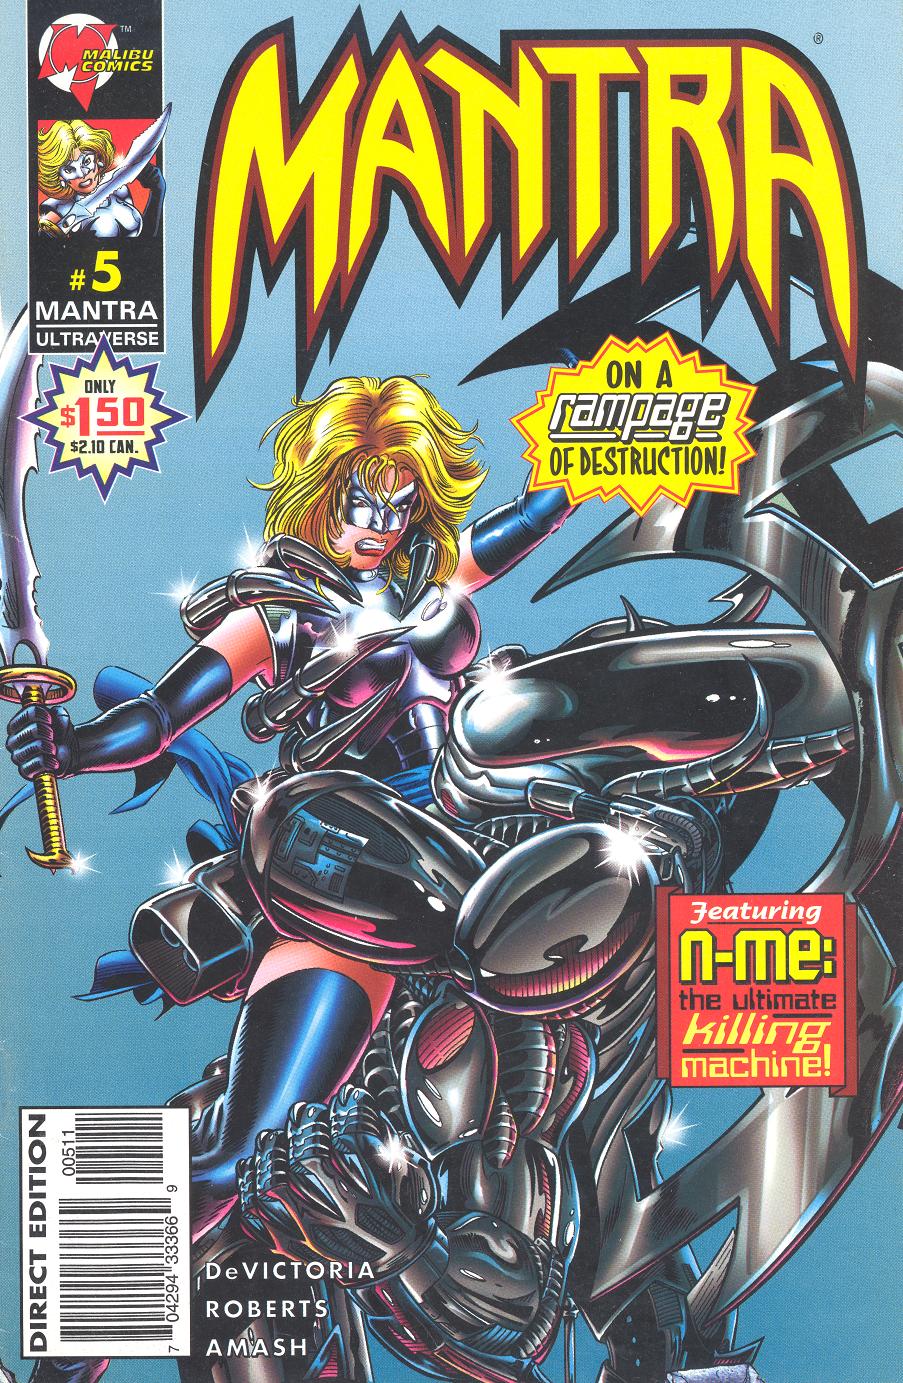 MALIBU
COMICS
™
MANTRA
®
#5
MANTRA
ULTRAVERSE
ONLY
$1.50
$2.10 CAN.
ON A
rampage
OF DESTRUCTION!
Featuring
N-ME:
the ultimate
killing
machine!
DIRECT EDITION
00511
7 04294 33366 9
DeVICTORIA
ROBERTS
AMASH